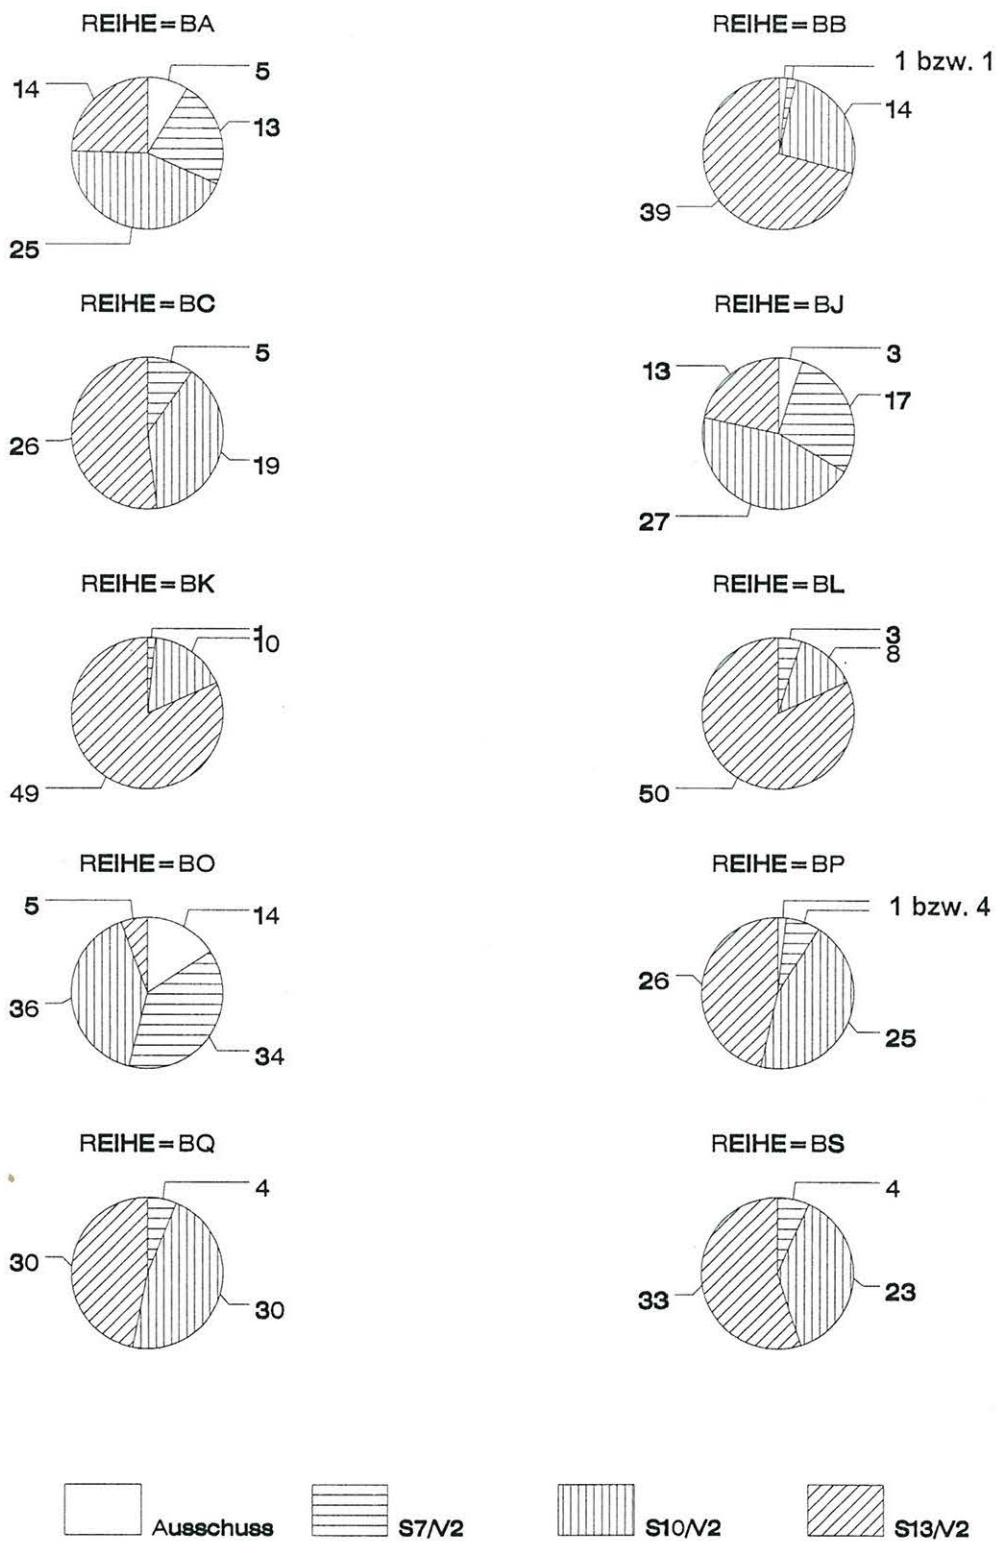 REIHE=BA
5
14
13
25
REIHE=BB
1 bzw. 1
14
39
REIHE=BC
5
26
19
REIHE=BJ
3
13
17
27
REIHE=BK
1
10
49
REIHE=BL
3
8
50
REIHE=BO
5
14
36
34
REIHE=BP
1 bzw. 4
26
25
REIHE=BQ
4
30
30
REIHE=BS
4
33
23
Ausschuss
S7/V2
S10/V2
S13/V2